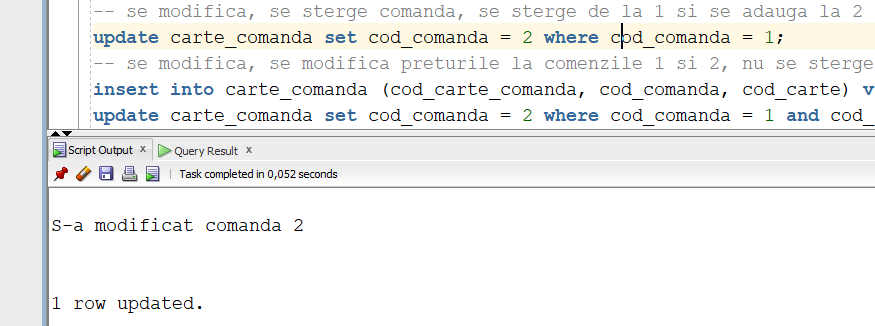 -- se modifica, se sterge comanda, se sterge de la 1 si se adauga la 2
update carte_comanda set cod_comanda = 2 where cod_comanda = 1;
-- se modifica, se modifica preturile la comenzile 1 si 2, nu se sterge
insert into carte_comanda (cod_carte_comanda, cod_comanda, cod_carte) v
update carte_comanda set cod_comanda = 2 where cod_comanda = 1 and cod_
Script Output x Query Result x
Task completed in 0,052 seconds
S-a modificat comanda 2
1 row updated.